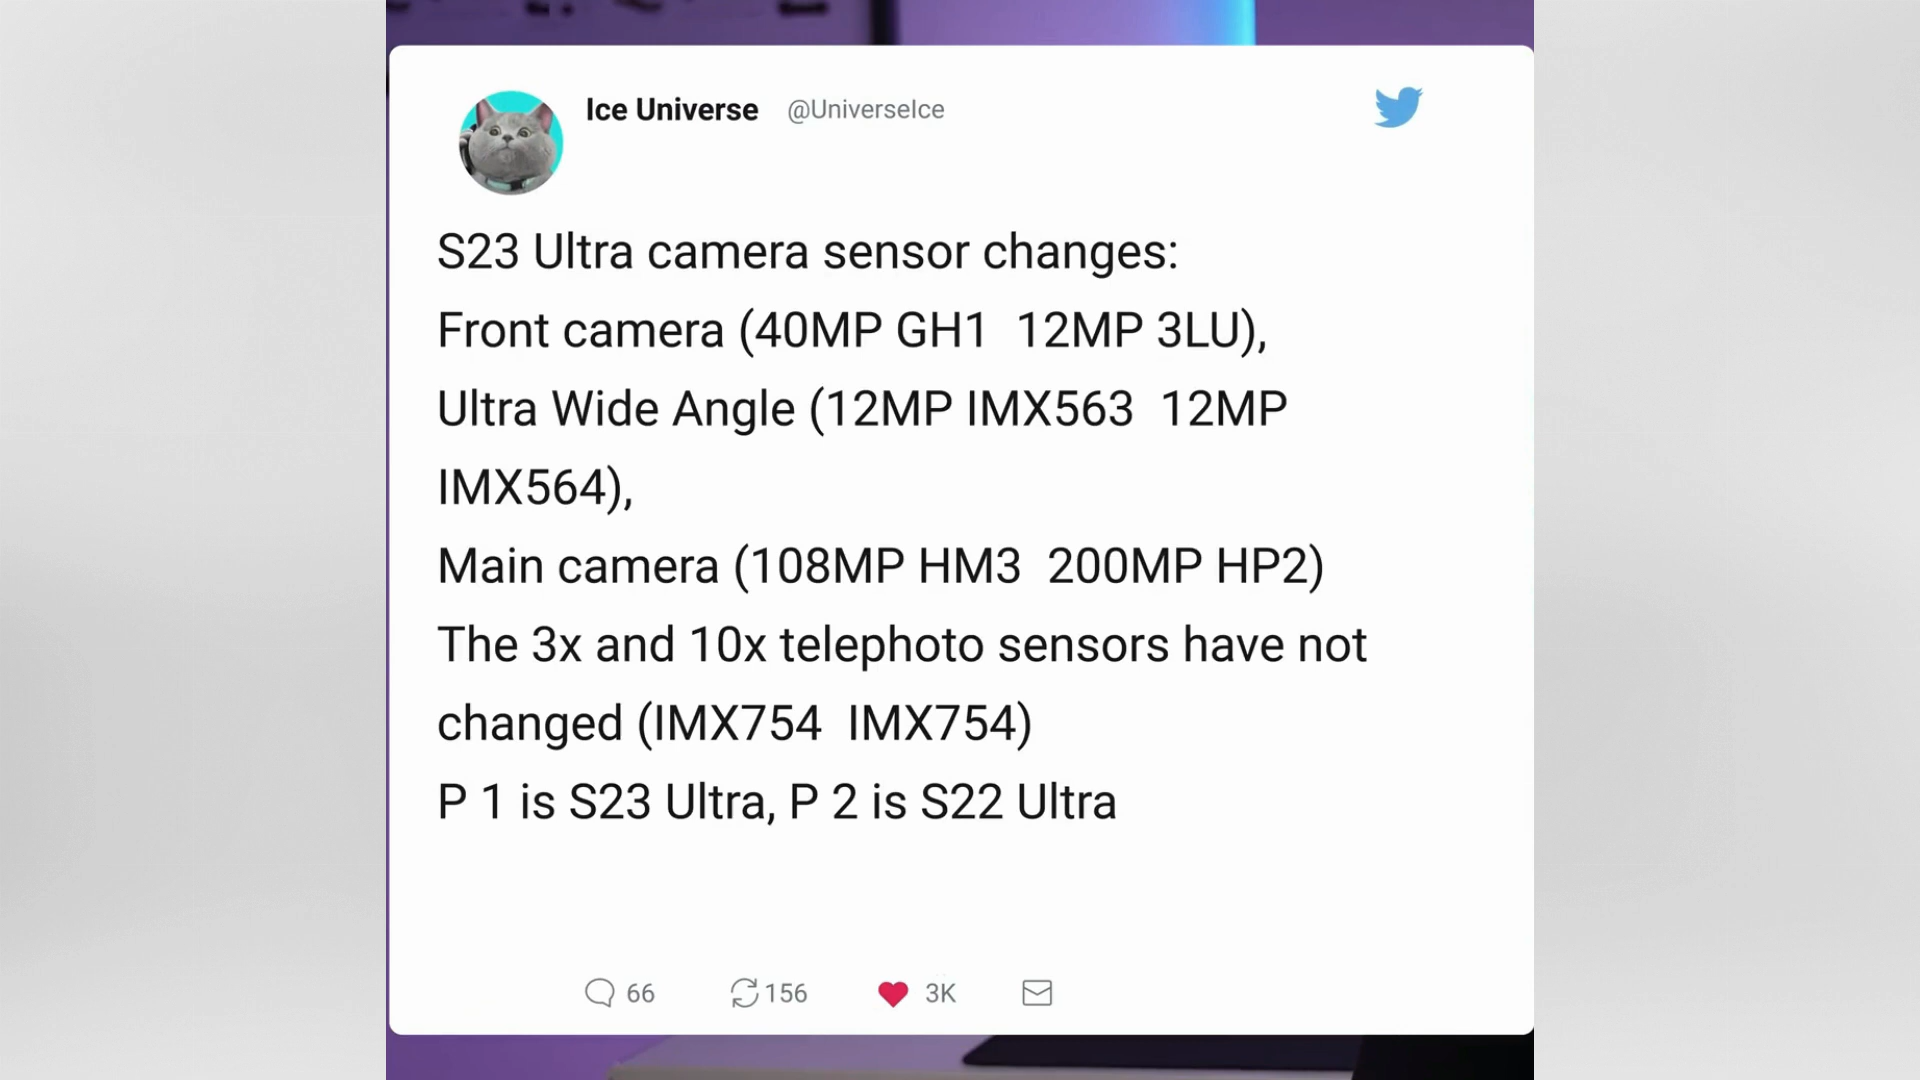 Ice Universe @UniverseIce
S23 Ultra camera sensor changes:
Front camera (40MP GH1 12MP 3LU),
Ultra Wide Angle (12MP IMX563 12MP
IMX564),
Main camera (108MP HM3 200MP HP2)
The 3x and 10x telephoto sensors have not
changed (IMX754 IMX754)
P 1 is S23 Ultra, P 2 is S22 Ultra
66 156 3K